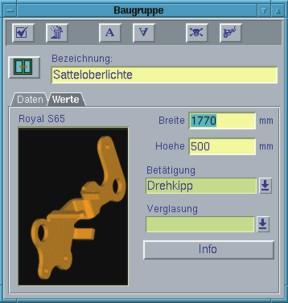 Baugruppe
A A
Bezeichnung:
Satteloberlichte
Daten Werte
Royal S65
Breite 1770 mm
Hoehe 500 mm
Betätigung
Drehkipp
Verglasung
Info